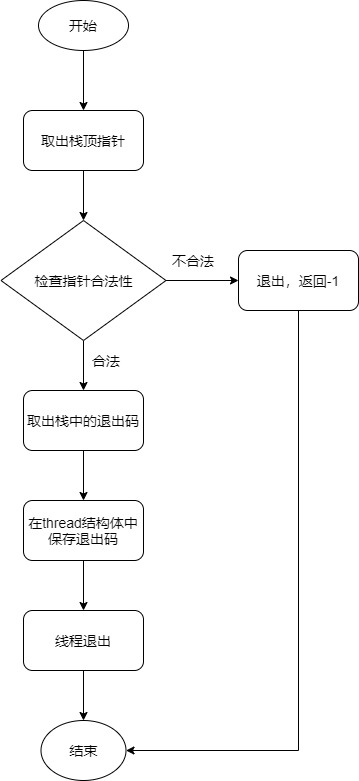 开始
取出栈顶指针
检查指针合法性
不合法
退出，返回-1
合法
取出栈中的退出码
在thread结构体中
保存退出码
线程退出
结束